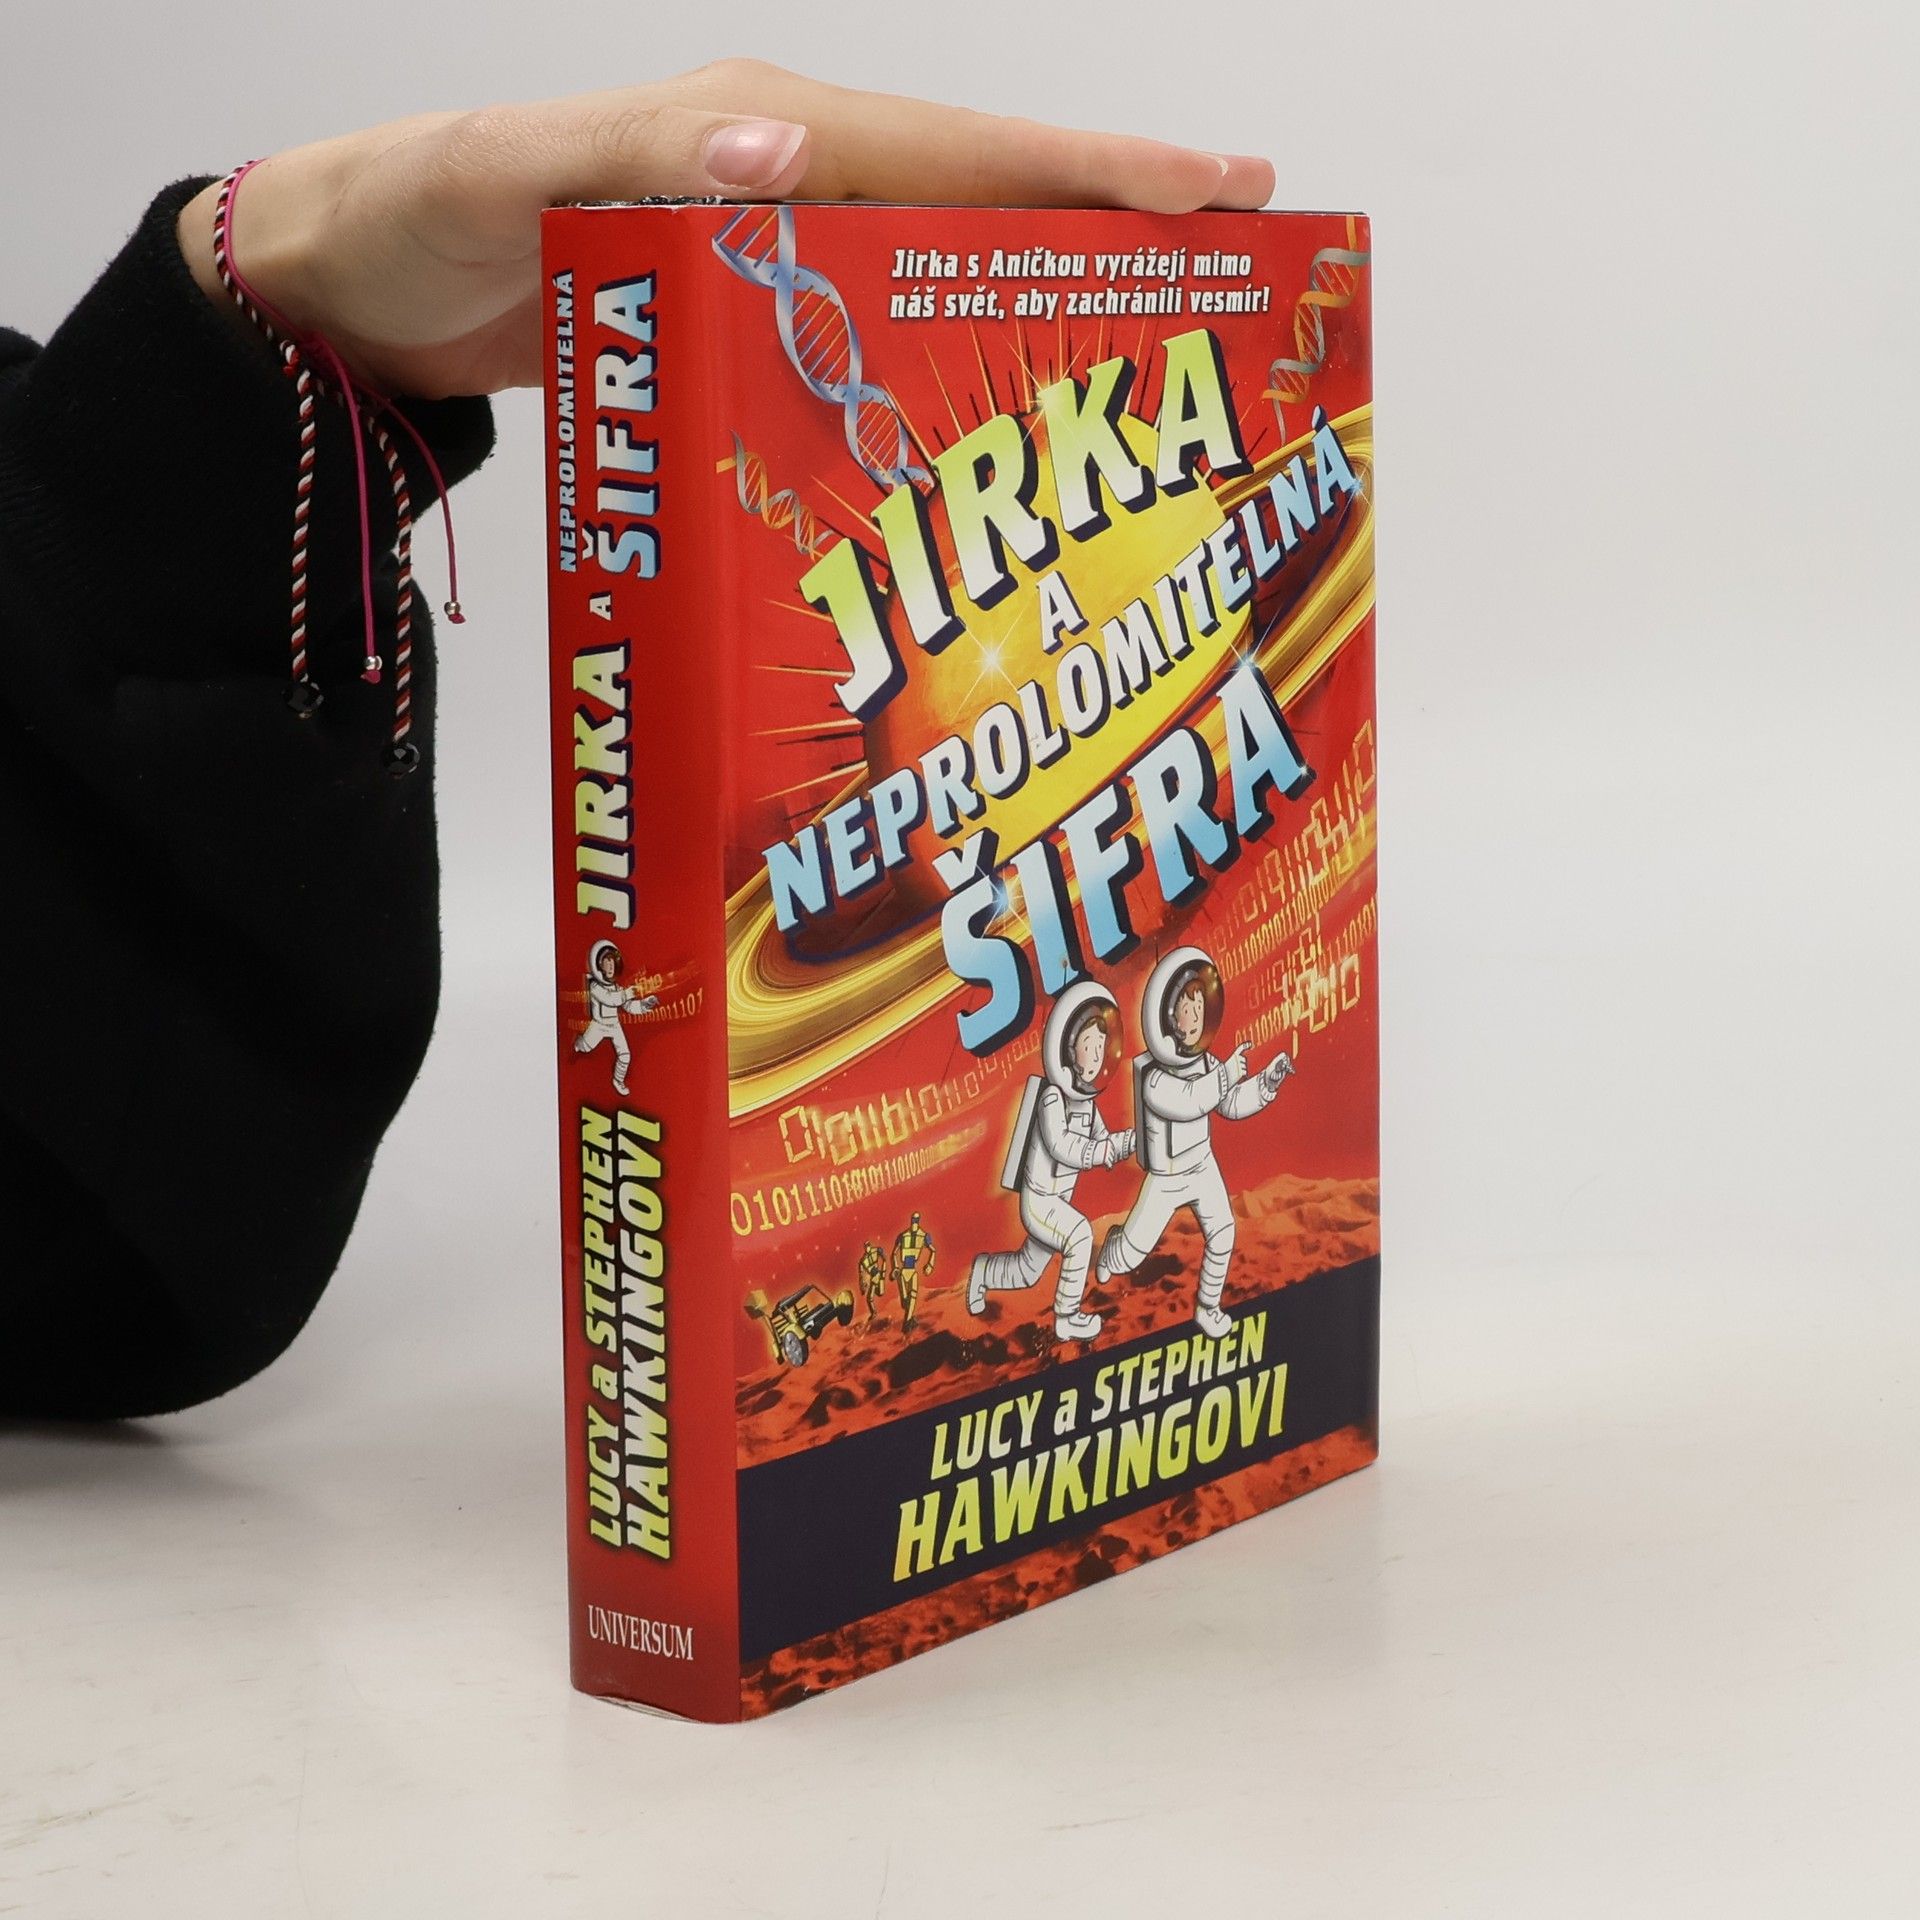 NEPROLOMITELNÁ
JIRKA A ŠIFRA
LUCY a STEPHEN
HAWKINGOVI
UNIVERSUM
Jirka s Aničkou vyrážejí mimo
náš svět, aby zachránili vesmír!
JIRKA
A
NEPROLOMITELNÁ
ŠIFRA
LUCY a STEPHEN
HAWKINGOVI